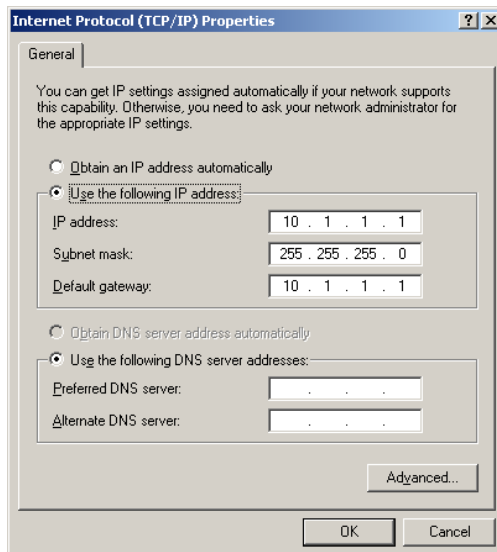 Internet Protocol (TCP/IP) Properties
General
You can get IP settings assigned automatically if your network supports
this capability. Otherwise, you need to ask your network administrator for
the appropriate IP settings.
Obtain an IP address automatically
Use the following IP address:
IP address: 10 . 1 . 1 . 1
Subnet mask: 255 . 255 . 255 . 0
Default gateway: 10 . 1 . 1 . 1
Obtain DNS server address automatically
Use the following DNS server addresses:
Preferred DNS server: . . .
Alternate DNS server: . . .
Advanced...
OK Cancel